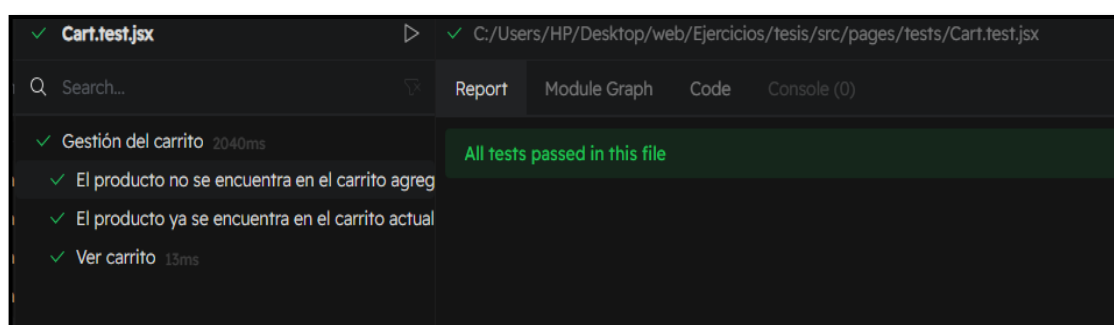 Cart.test.jsx
C:/Users/HP/Desktop/web/Ejercicios/tesis/src/pages/tests/Cart.test.jsx
Search...
Report Module Graph Code Console (0)
Gestión del carrito 2040ms
All tests passed in this file
El producto no se encuentra en el carrito agreg
El producto ya se encuentra en el carrito actual
Ver carrito 13ms